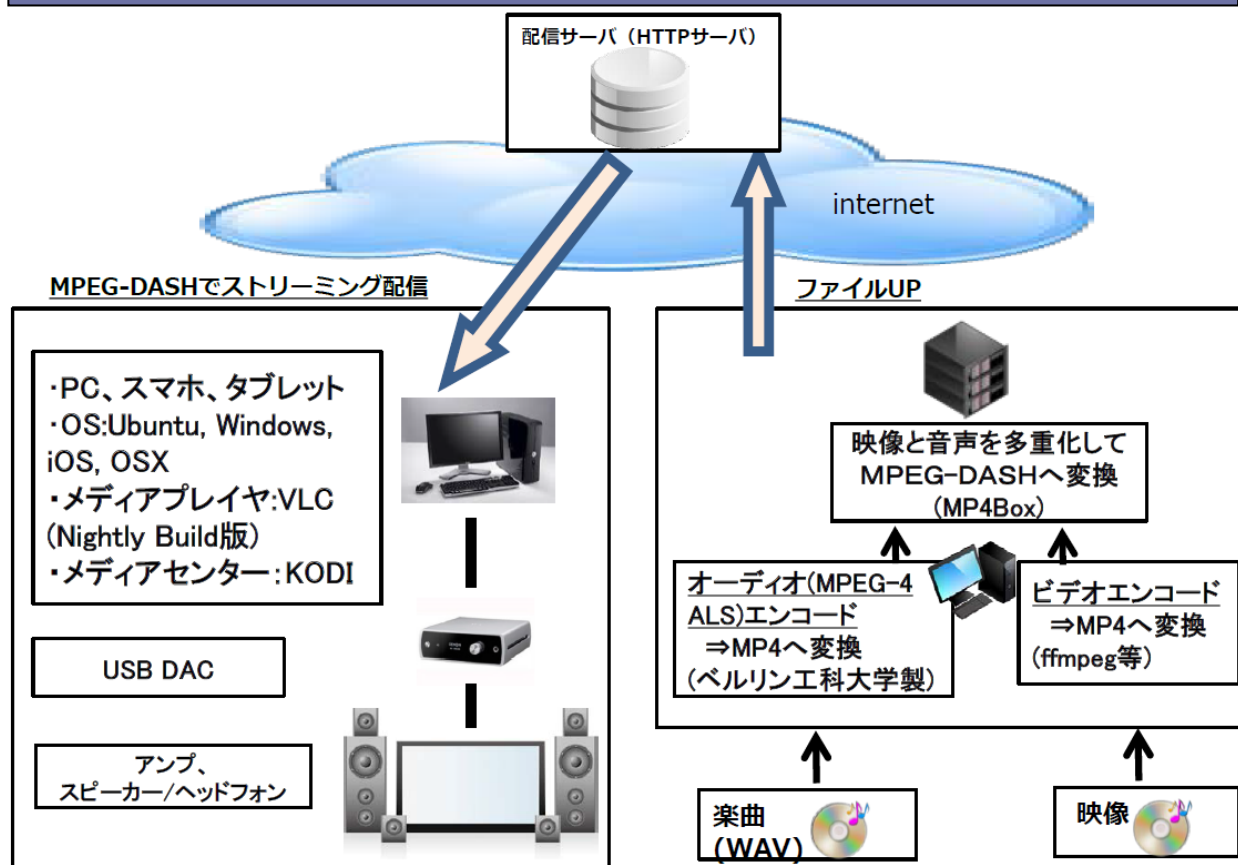 配信サーバ（HTTPサーバ）
internet
MPEG-DASHでストリーミング配信
・PC、スマホ、タブレット
・OS:Ubuntu, Windows,
iOS, OSX
・メディアプレイヤ:VLC
(Nightly Build版)
・メディアセンター：KODI
USB DAC
アンプ、
スピーカー/ヘッドフォン
ファイルUP
映像と音声を多重化して
MPEG-DASHへ変換
(MP4Box)
オーディオ(MPEG-4
ALS)エンコード
⇒MP4へ変換
(ベルリン工科大学製)
ビデオエンコード
⇒MP4へ変換
(ffmpeg等)
楽曲
(WAV)
映像